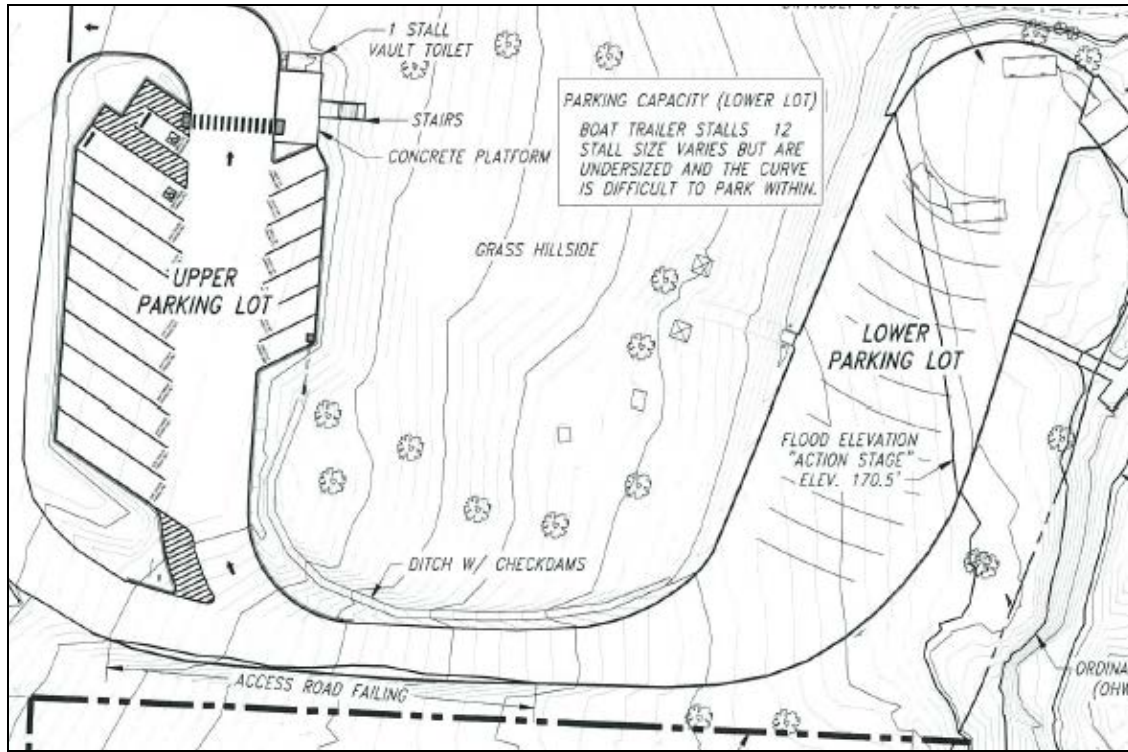 1 STALL
VAULT TOILET
STAIRS
CONCRETE PLATFORM
PARKING CAPACITY (LOWER LOT)
BOAT TRAILER STALLS 12
STALL SIZE VARIES BUT ARE
UNDERSIZED AND THE CURVE
IS DIFFICULT TO PARK WITHIN.
GRASS HILLSIDE
UPPER
PARKING LOT
LOWER
PARKING LOT
FLOOD ELEVATION
"ACTION STAGE"
ELEV. 170.5'
DITCH W/ CHECKDAMS
ACCESS ROAD FAILING
ORDINA
(OHW